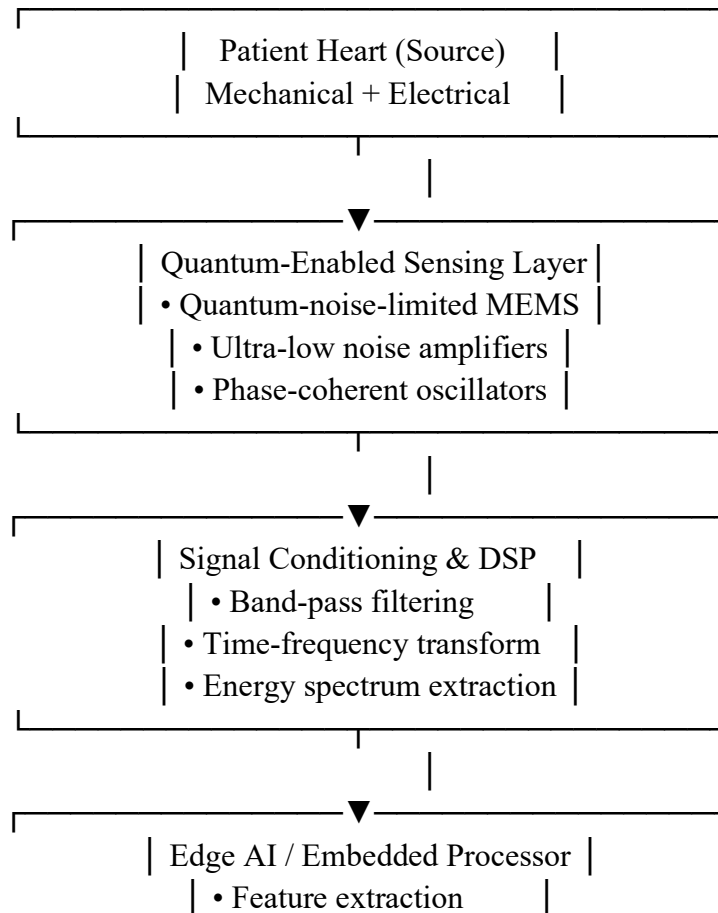 Patient Heart (Source)
Mechanical + Electrical
Quantum-Enabled Sensing Layer
• Quantum-noise-limited MEMS
• Ultra-low noise amplifiers
• Phase-coherent oscillators
Signal Conditioning & DSP
• Band-pass filtering
• Time-frequency transform
• Energy spectrum extraction
Edge AI / Embedded Processor
• Feature extraction